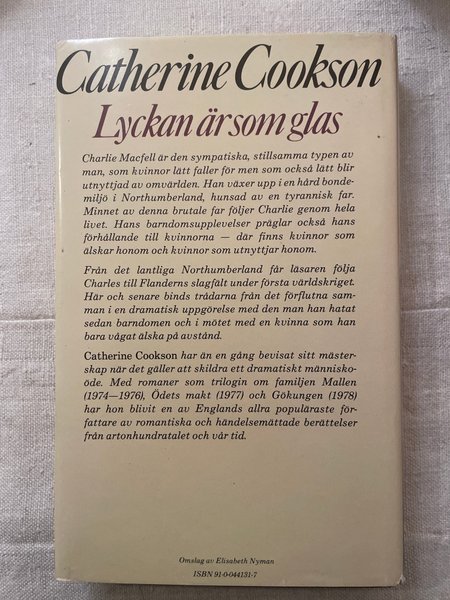 Catherine Cookson
Lyckan är som glas
Charlie Macfell är den sympatiska, stillsamma typen av
man, som kvinnor lätt faller för men som också lätt blir
utnyttjad av omvärlden. Han växer upp i en hård bonde-
miljö i Northumberland, hunsad av en tyrannisk far.
Minnet av denna brutale far följer Charlie genom hela
livet. Hans barndomsupplevelser präglar också hans
förhållande till kvinnorna — där finns kvinnor som
älskar honom och kvinnor som utnyttjar honom.
Från det lantliga Northumberland får läsaren följa
Charles till Flanderns slagfält under första världskriget.
Här och senare binds trådarna från det förflutna sam-
man i en dramatisk uppgörelse med den man han hatat
sedan barndomen och i mötet med en kvinna som han
bara vågat älska på avstånd.
Catherine Cookson har än en gång bevisat sitt mäster-
skap när det gäller att skildra ett dramatiskt människo-
öde. Med romaner som trilogin om familjen Mallen
(1974—1976), Ödets makt (1977) och Gökungen (1978)
har hon blivit en av Englands allra populäraste för-
fattare av romantiska och händelsemättade berättelser
från artonhundratalet och vår tid.
Omslag av Elisabeth Nyman
ISBN 91-0-044131-7